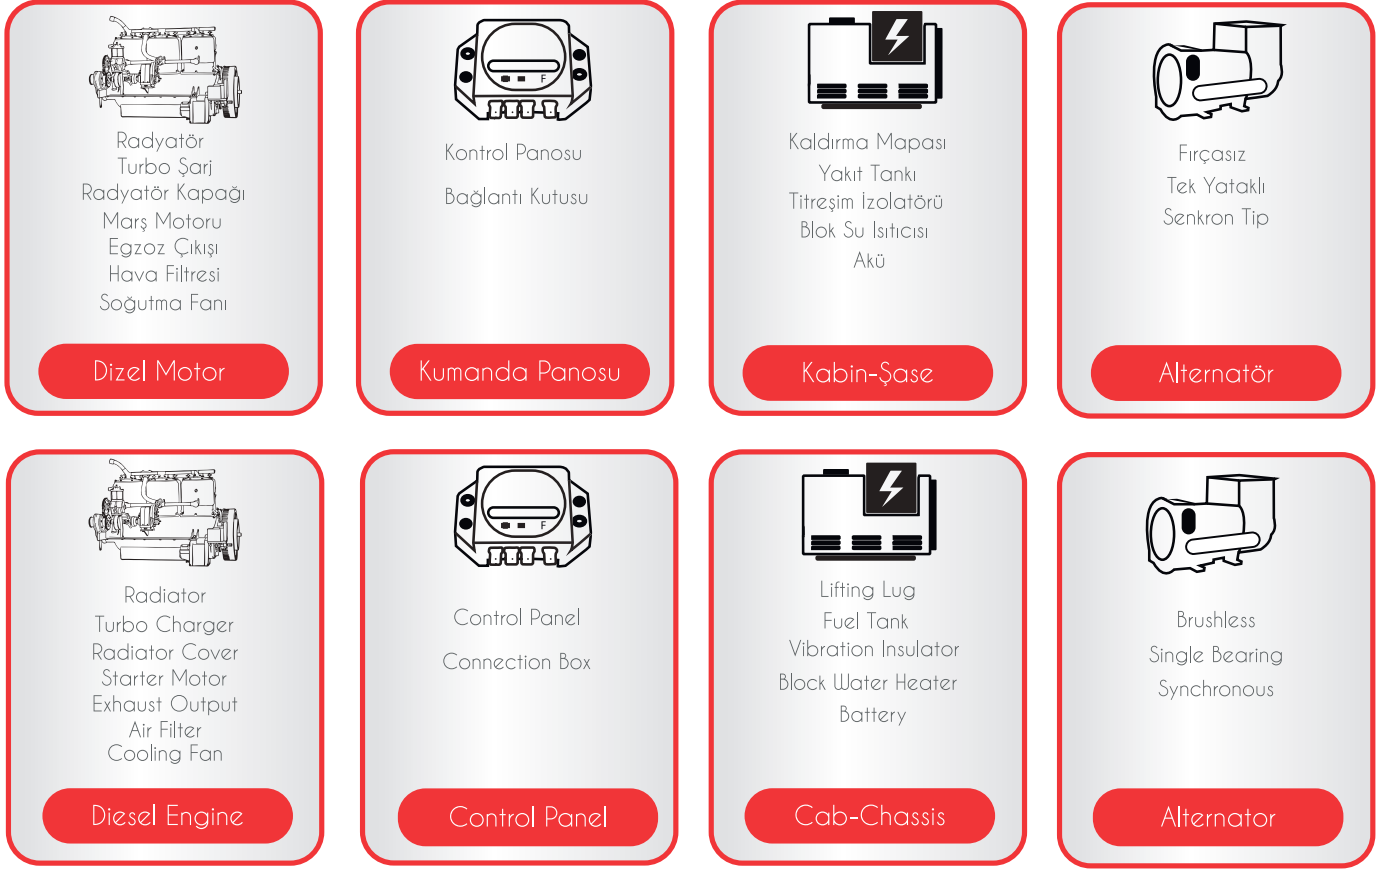 Radyatör
Turbo Şarj
Radyatör Kapağı
Marş Motoru
Egzoz Çıkışı
Hava Filtresi
Soğutma Fanı
Dizel Motor
F
Kontrol Panosu
Bağlantı Kutusu
Kumanda Panosu
Kaldırma Mapası
Yakıt Tankı
Titreşim İzolatörü
Blok Su Isıtıcısı
Akü
Kabin-Şase
Fırçasız
Tek Yataklı
Senkron Tip
Alternatör
Radiator
Turbo Charger
Radiator Cover
Starter Motor
Exhaust Output
Air Filter
Cooling Fan
Diesel Engine
F
Control Panel
Connection Box
Control Panel
Lifting Lug
Fuel Tank
Vibration Insulator
Block Water Heater
Battery
Cab-Chassis
Brushless
Single Bearing
Synchronous
Alternator